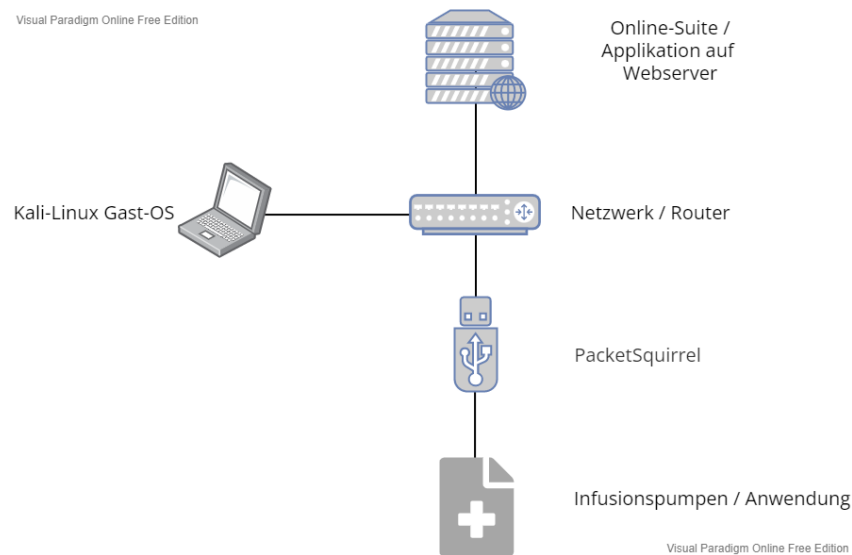 Visual Paradigm Online Free Edition
Online-Suite /
Applikation auf
Webserver
Kali-Linux Gast-OS
Netzwerk / Router
PacketSquirrel
Infusionspumpen / Anwendung
Visual Paradigm Online Free Edition